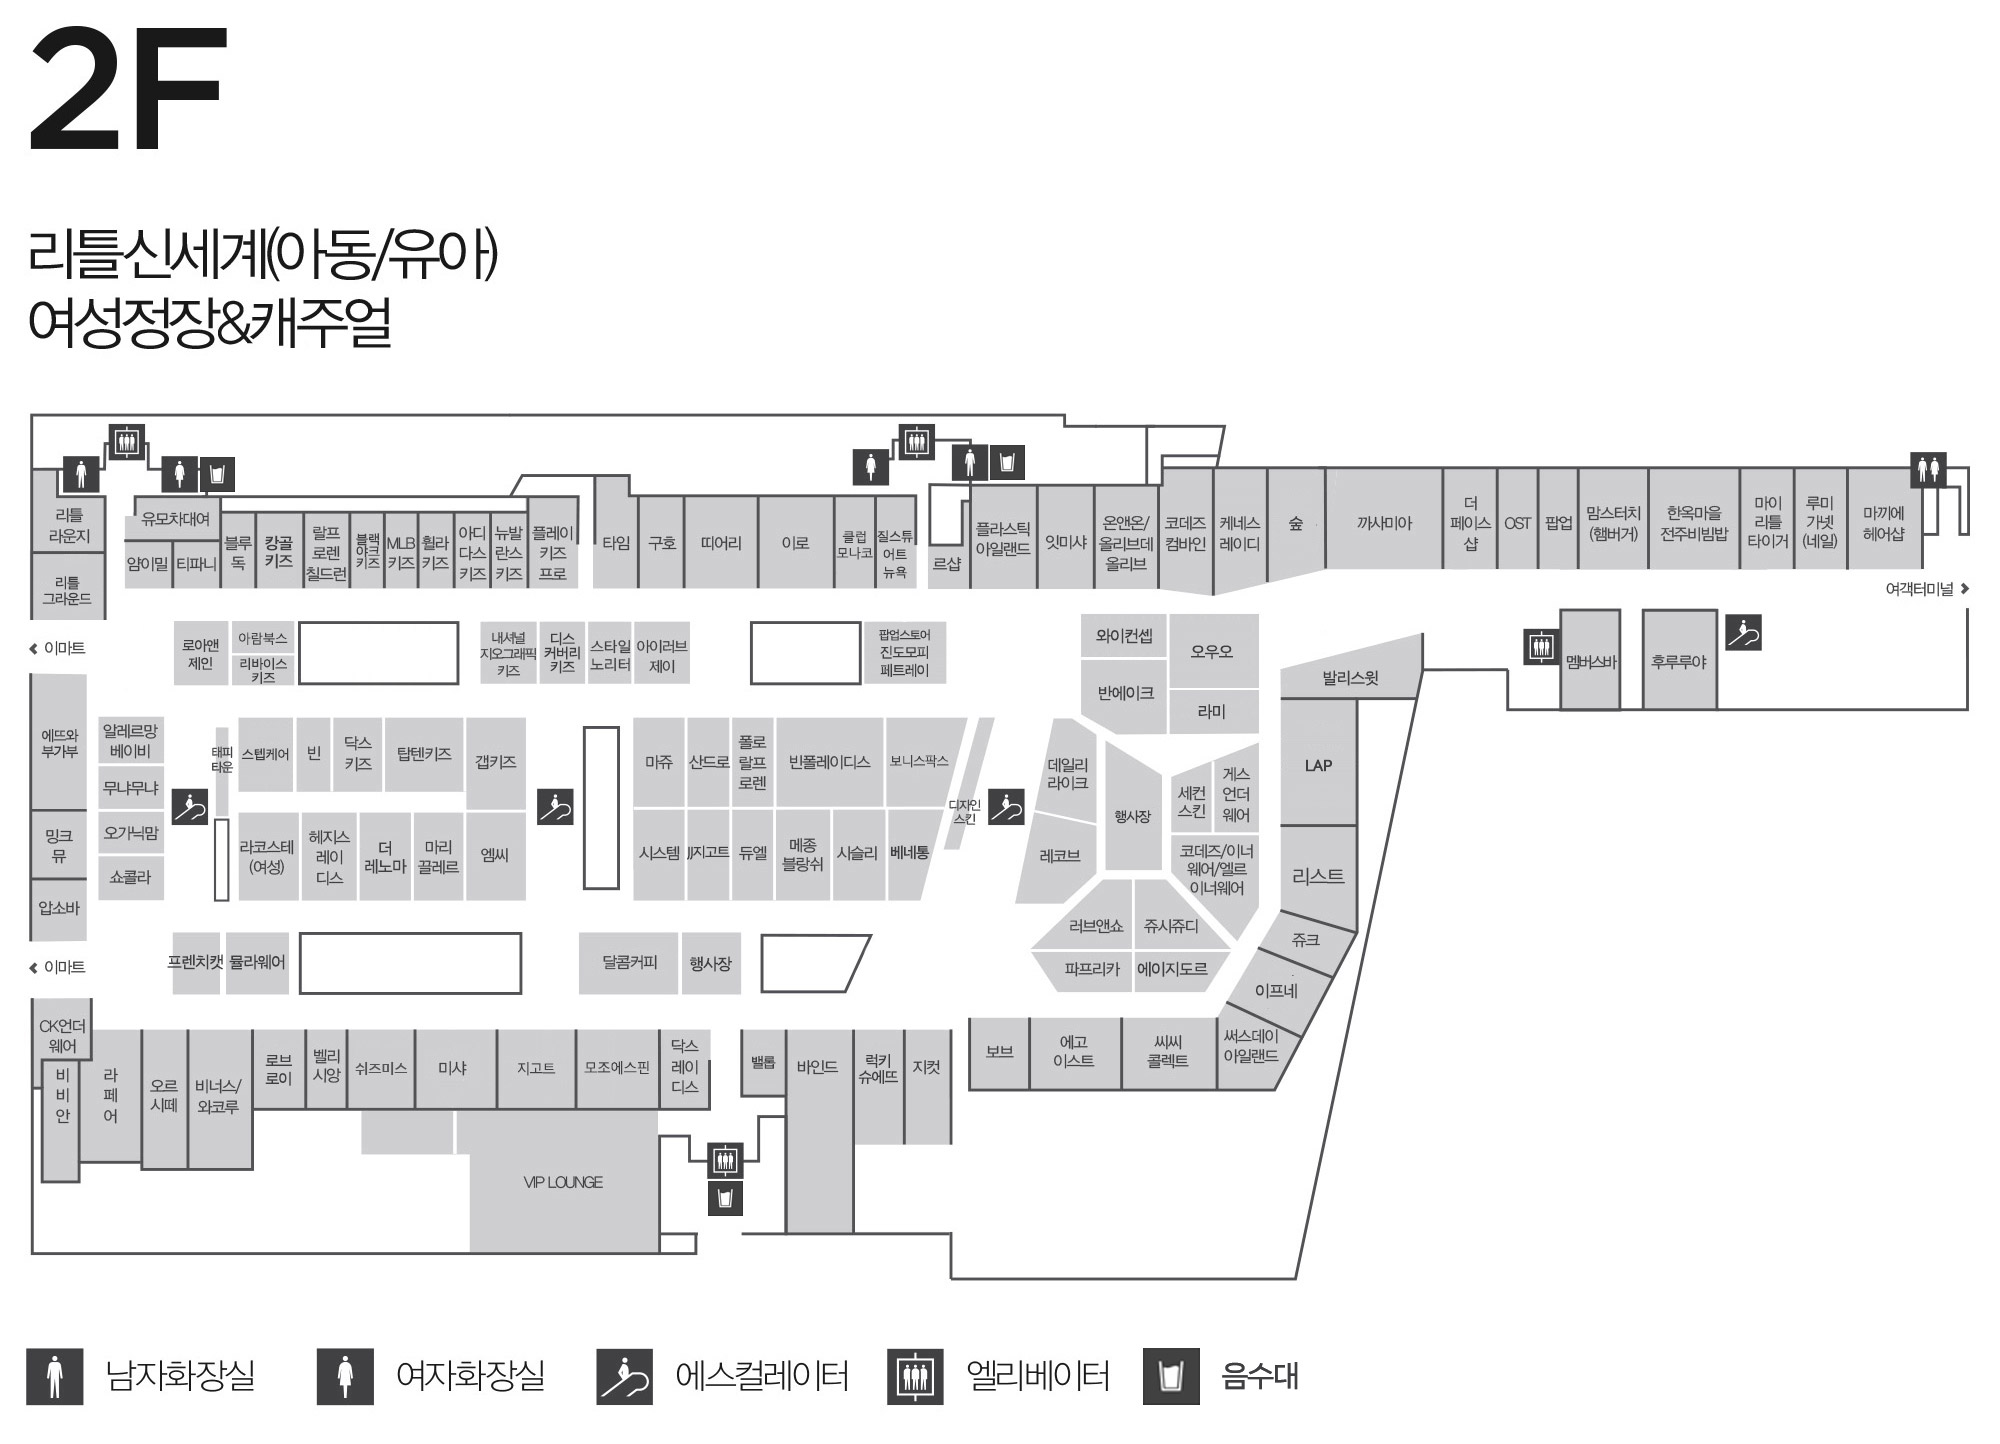 2F
리틀신세계(아동/유아)
여성정장&캐주얼
리틀
라운지
리틀
그라운드
유모차대여
얌이밀
티파니
블루
독
캉골
키즈
랄프
로렌
칠드런
블랙
야크
키즈
MLB
키즈
휠라
키즈
아디
다스
키즈
뉴발
란스
키즈
플레이
키즈
프로
타임
구호
띠어리
이로
클럽
모나코
질스튜
어트
뉴욕
르샵
플라스틱
아일랜드
잇미샤
온앤온/
올리브데
올리브
코데즈
컴바인
케네스
레이디
숲
까사미아
더
페이스
샵
OST
팝업
맘스터치
(햄버거)
한옥마을
전주비빔밥
마이
리틀
타이거
루미
가넷
(네일)
마끼에
헤어샵
여객터미널
이마트
로아앤
제인
아람북스
리바이스
키즈
내셔널
지오그래픽
키즈
디스
커버리
키즈
스타일
노리터
아이러브
제이
팝업스토어
진도모피
페트레이
와이컨셉
오우오
반에이크
라미
발리스윗
멤버스바
후루루야
에뜨와
부가부
밍크
뮤
압소바
알레르망
베이비
무냐무냐
오가닉맘
쇼콜라
태피
타운
스텝케어
빈
닥스
키즈
탑텐키즈
갭키즈
라코스테
(여성)
헤지스
레이
디스
더
레노마
마리
끌레르
엠씨
마쥬
산드로
폴로
랄프
로렌
빈폴레이디스
보니스팍스
시스템
JJ지고트
듀엘
메종
블랑쉬
시슬리
베네통
디자인
스킨
데일리
라이크
레코브
행사장
세컨
스킨
게스
언더
웨어
코데즈/이너
웨어/엘르
이너웨어
LAP
리스트
쥬크
이프네
써스데이
아일랜드
러브앤쇼
쥬시쥬디
파프리카
에이지도르
이마트
프렌치캣
뮬라웨어
달콤커피
행사장
CK언더
웨어
비
비
안
라
페
어
오르
시떼
비너스/
와코루
로브
로이
벨리
시앙
쉬즈미스
미샤
지고트
모조에스핀
닥스
레이
디스
밸롭
바인드
럭키
슈에뜨
지컷
보브
에고
이스트
씨씨
콜렉트
VIP LOUNGE
남자화장실
여자화장실
에스컬레이터
엘리베이터
음수대